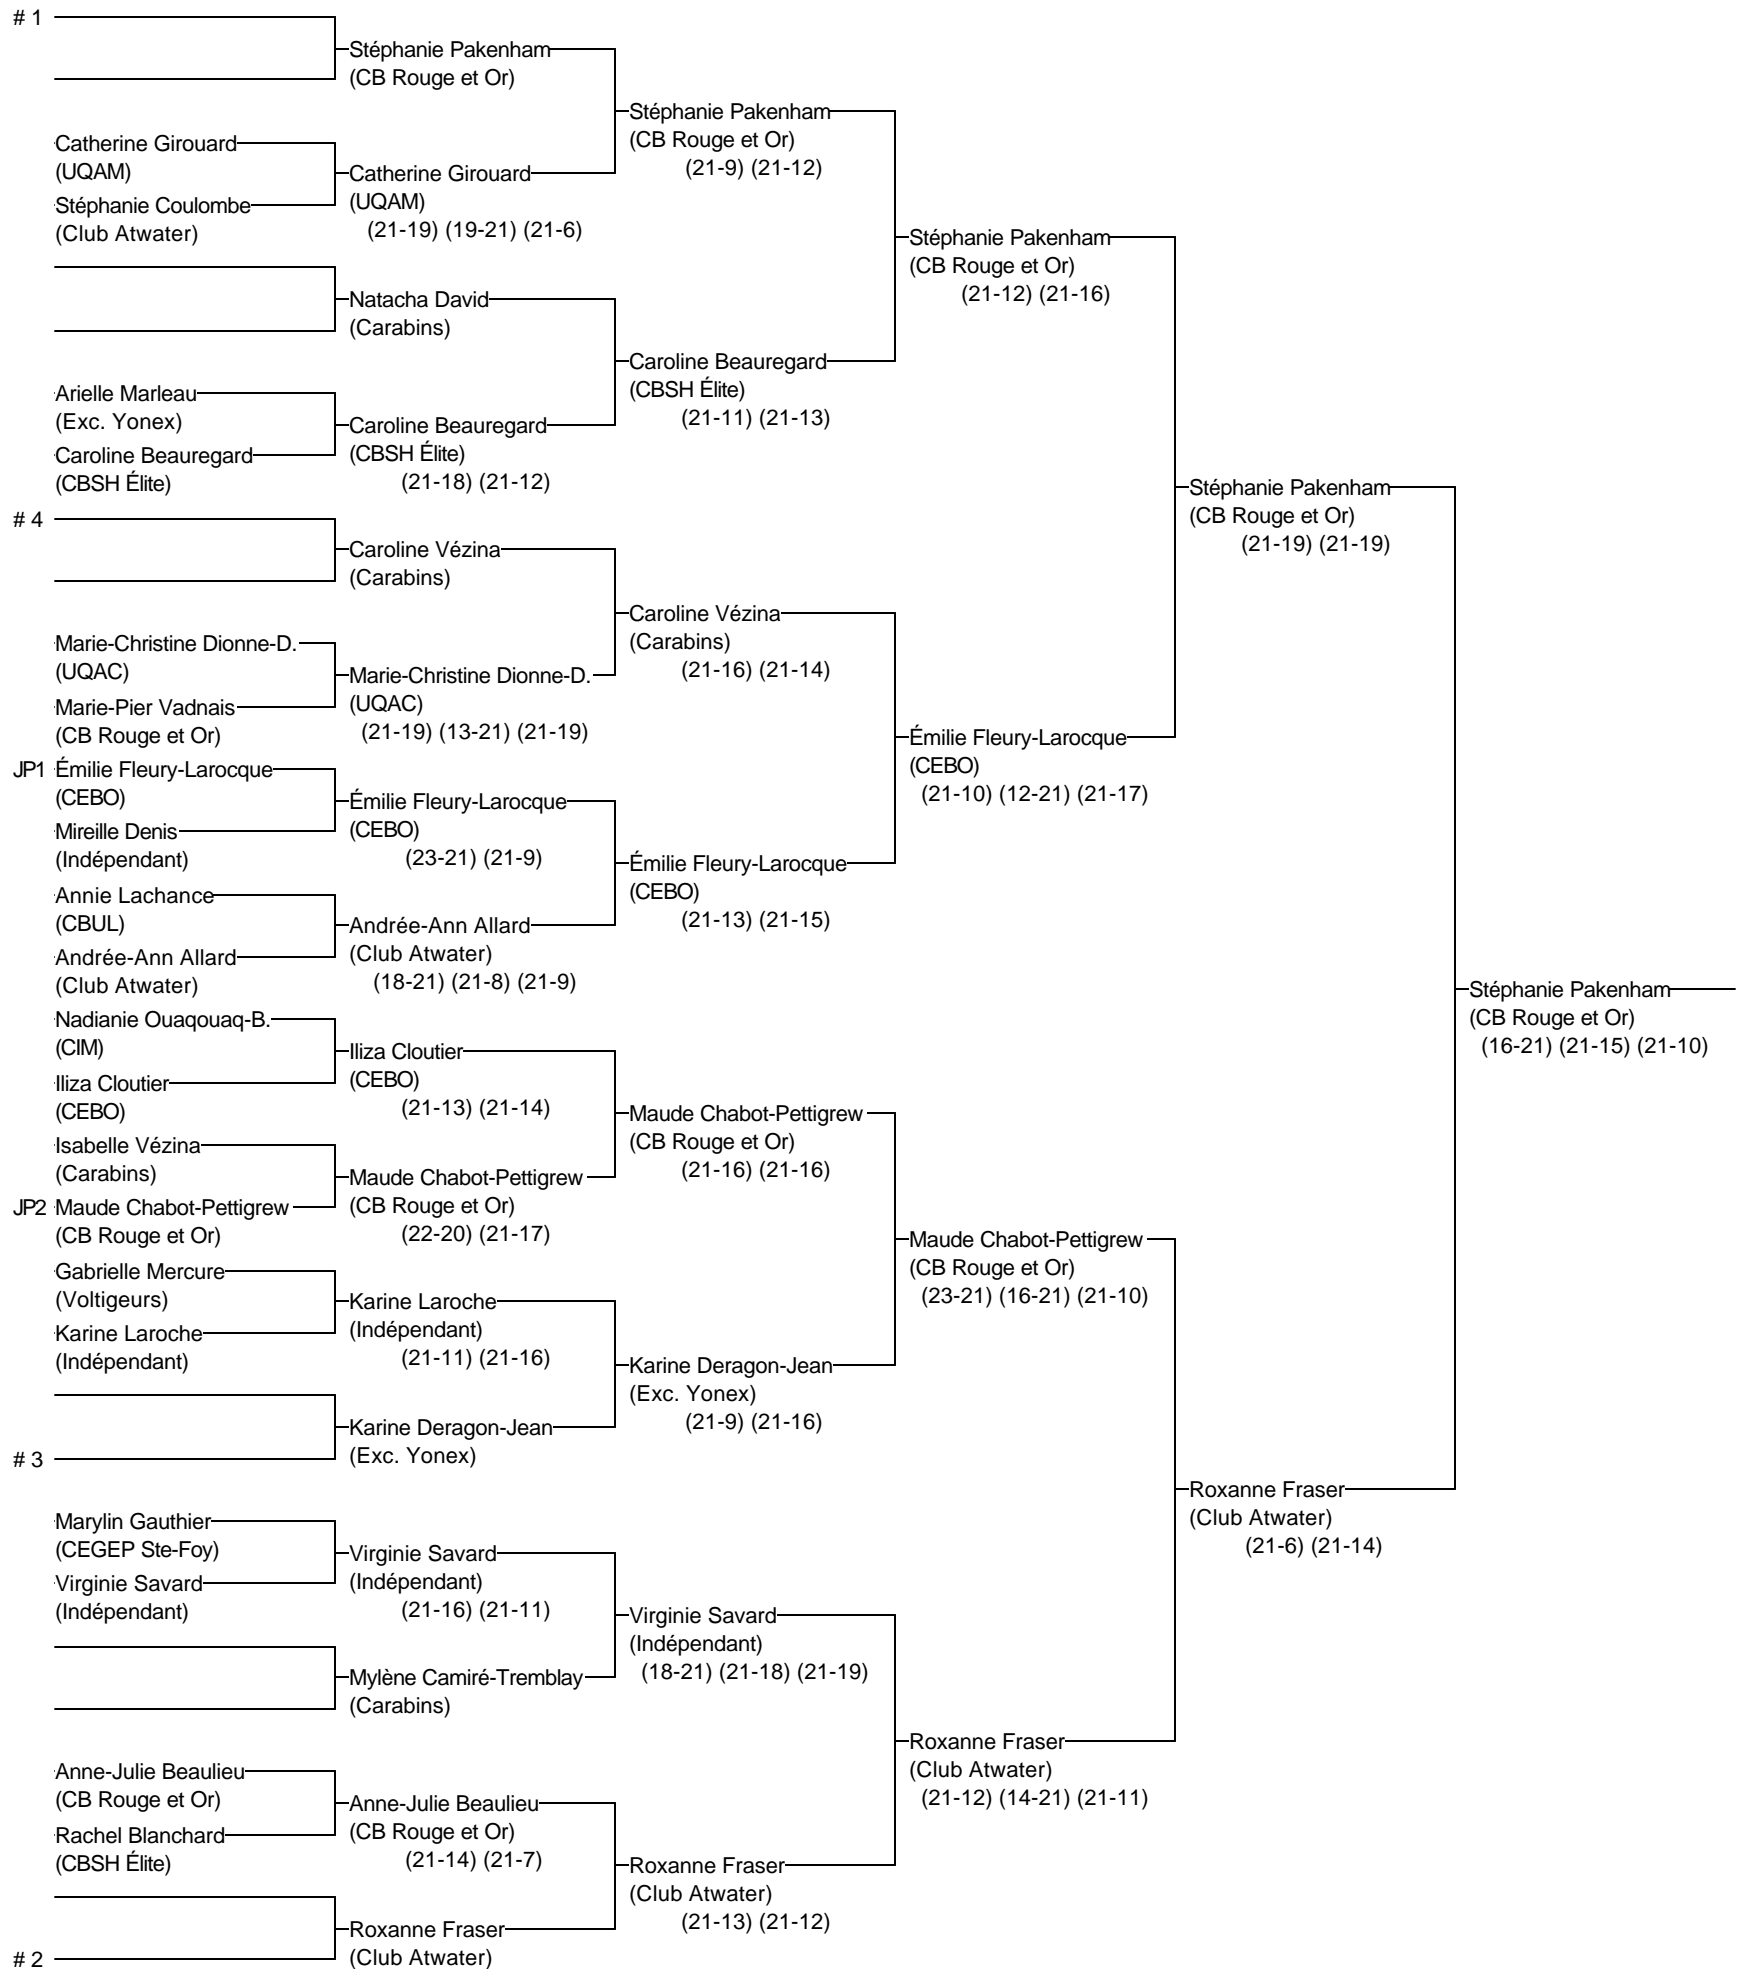 # 1
Stéphanie Pakenham
(CB Rouge et Or)
Stéphanie Pakenham
(CB Rouge et Or)
(21-9) (21-12)
Catherine Girouard
(UQAM)
Catherine Girouard
(UQAM)
(21-19) (19-21) (21-6)
Stéphanie Coulombe
(Club Atwater)
Stéphanie Pakenham
(CB Rouge et Or)
(21-12) (21-16)
Natacha David
(Carabins)
Caroline Beauregard
(CBSH Élite)
(21-11) (21-13)
Arielle Marleau
(Exc. Yonex)
Caroline Beauregard
(CBSH Élite)
(21-18) (21-12)
Caroline Beauregard
(CBSH Élite)
Stéphanie Pakenham
(CB Rouge et Or)
(21-19) (21-19)
# 4
Caroline Vézina
(Carabins)
Caroline Vézina
(Carabins)
(21-16) (21-14)
Marie-Christine Dionne-D.
(UQAC)
Marie-Christine Dionne-D.
(UQAC)
(21-19) (13-21) (21-19)
Marie-Pier Vadnais
(CB Rouge et Or)
Émilie Fleury-Larocque
(CEBO)
(21-10) (12-21) (21-17)
JP1 Émilie Fleury-Larocque
(CEBO)
Émilie Fleury-Larocque
(CEBO)
(23-21) (21-9)
Mireille Denis
(Indépendant)
Émilie Fleury-Larocque
(CEBO)
(21-13) (21-15)
Annie Lachance
(CBUL)
Andrée-Ann Allard
(Club Atwater)
(18-21) (21-8) (21-9)
Andrée-Ann Allard
(Club Atwater)
Stéphanie Pakenham
(CB Rouge et Or)
(16-21) (21-15) (21-10)
Nadianie Ouaqouaq-B.
(CIM)
Iliza Cloutier
(CEBO)
(21-13) (21-14)
Iliza Cloutier
(CEBO)
Maude Chabot-Pettigrew
(CB Rouge et Or)
(21-16) (21-16)
Isabelle Vézina
(Carabins)
Maude Chabot-Pettigrew
(CB Rouge et Or)
(22-20) (21-17)
JP2 Maude Chabot-Pettigrew
(CB Rouge et Or)
Maude Chabot-Pettigrew
(CB Rouge et Or)
(23-21) (16-21) (21-10)
Gabrielle Mercure
(Voltigeurs)
Karine Laroche
(Indépendant)
(21-11) (21-16)
Karine Laroche
(Indépendant)
Karine Deragon-Jean
(Exc. Yonex)
(21-9) (21-16)
Karine Deragon-Jean
(Exc. Yonex)
# 3
Roxanne Fraser
(Club Atwater)
(21-6) (21-14)
Marylin Gauthier
(CEGEP Ste-Foy)
Virginie Savard
(Indépendant)
(21-16) (21-11)
Virginie Savard
(Indépendant)
Virginie Savard
(Indépendant)
(18-21) (21-18) (21-19)
Mylène Camiré-Tremblay
(Carabins)
Roxanne Fraser
(Club Atwater)
(21-12) (14-21) (21-11)
Anne-Julie Beaulieu
(CB Rouge et Or)
Anne-Julie Beaulieu
(CB Rouge et Or)
(21-14) (21-7)
Rachel Blanchard
(CBSH Élite)
Roxanne Fraser
(Club Atwater)
(21-13) (21-12)
Roxanne Fraser
(Club Atwater)
# 2